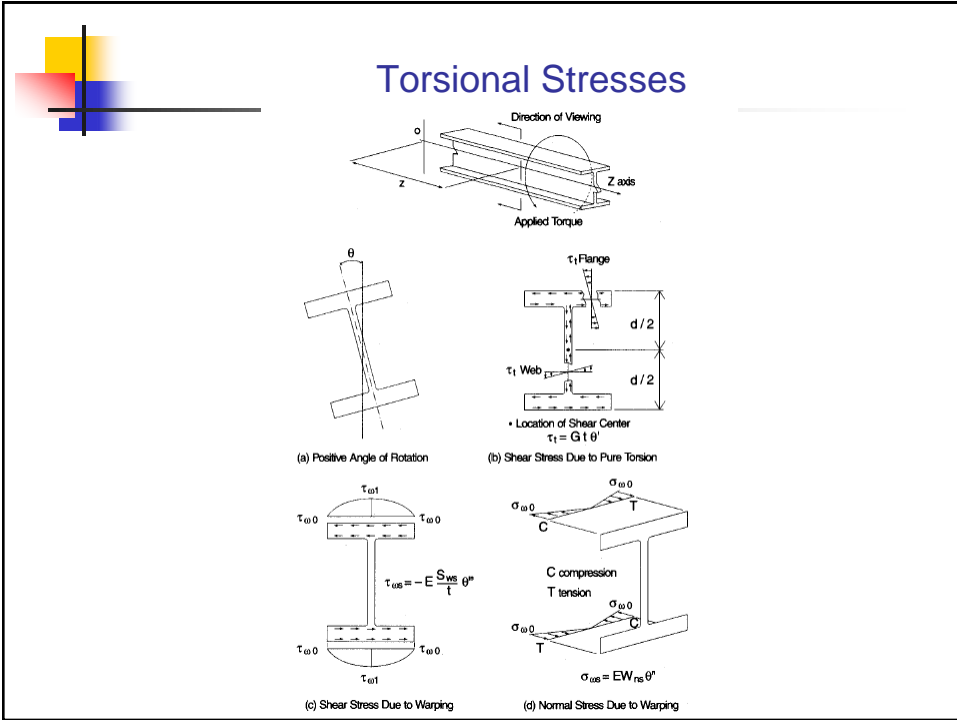 Torsional Stresses
Direction of Viewing
o
Z axis
z
Applied Torque
θ
(a) Positive Angle of Rotation
τt Flange
d / 2
τt Web
d / 2
• Location of Shear Center
τt = G t θ'
(b) Shear Stress Due to Pure Torsion
τω1
τω0 τω0
τωs = – E Sws/t θ'''
τω0 τω0
τω1
(c) Shear Stress Due to Warping
σω0
σω0
T
C
C compression
T tension
σω0
σω0
C
T
σωs = EWns θ"
(d) Normal Stress Due to Warping